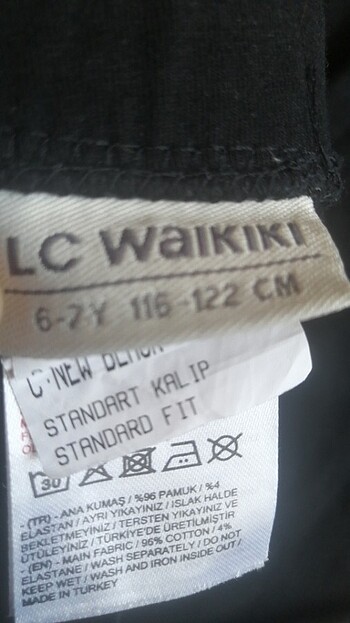 LC WAIKIKI
6-7Y 116-122 CM
C:NEW BLACK
STANDART KALIP
STANDARD FIT
30
- (TR) - ANA KUMAŞ / %96 PAMUK / %4
ELASTAN / AYRI YIKAYINIZ / ISLAK HALDE
BEKLETMEYİNİZ / TERSTEN YIKAYINIZ VE
ÜTÜLEYİNİZ / TÜRKİYE'DE ÜRETİLMİŞTİR
- (EN) - MAIN FABRIC / 96% COTTON / 4%
ELASTANE / WASH SEPARATELY / DO NOT
KEEP WET / WASH AND IRON INSIDE OUT /
MADE IN TURKEY